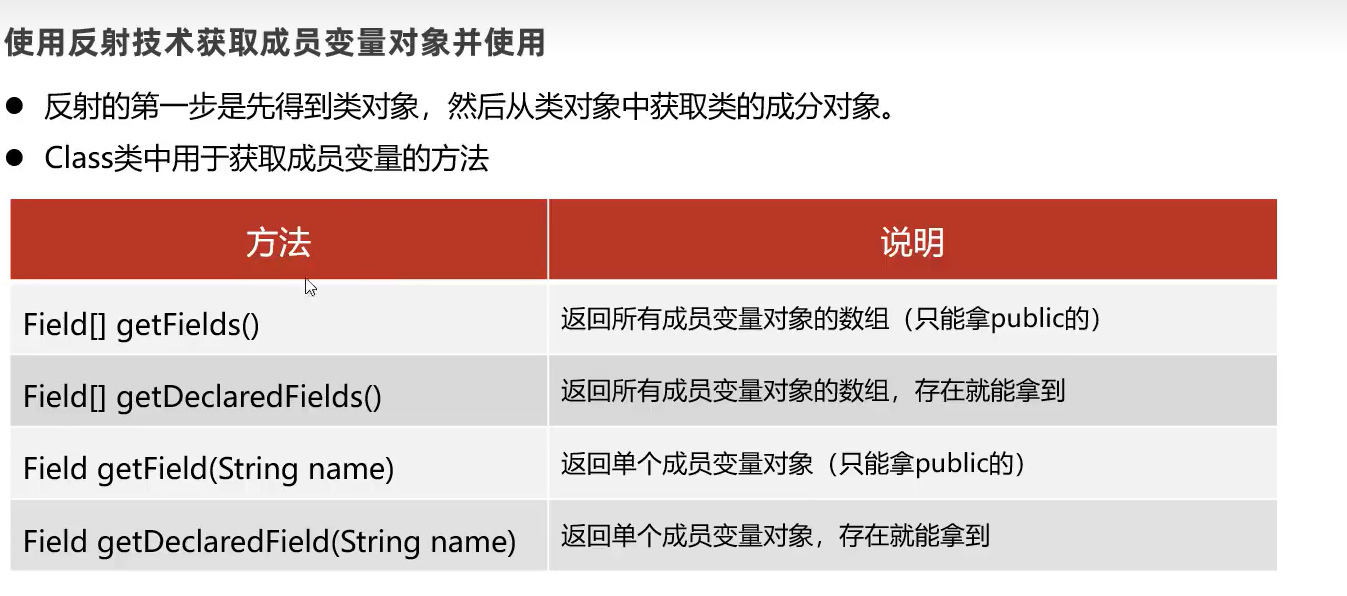 使用反射技术获取成员变量对象并使用
● 反射的第一步是先得到类对象，然后从类对象中获取类的成分对象。
● Class类中用于获取成员变量的方法
方法 说明
Field[] getFields() 返回所有成员变量对象的数组（只能拿public的）
Field[] getDeclaredFields() 返回所有成员变量对象的数组，存在就能拿到
Field getField(String name) 返回单个成员变量对象（只能拿public的）
Field getDeclaredField(String name) 返回单个成员变量对象，存在就能拿到